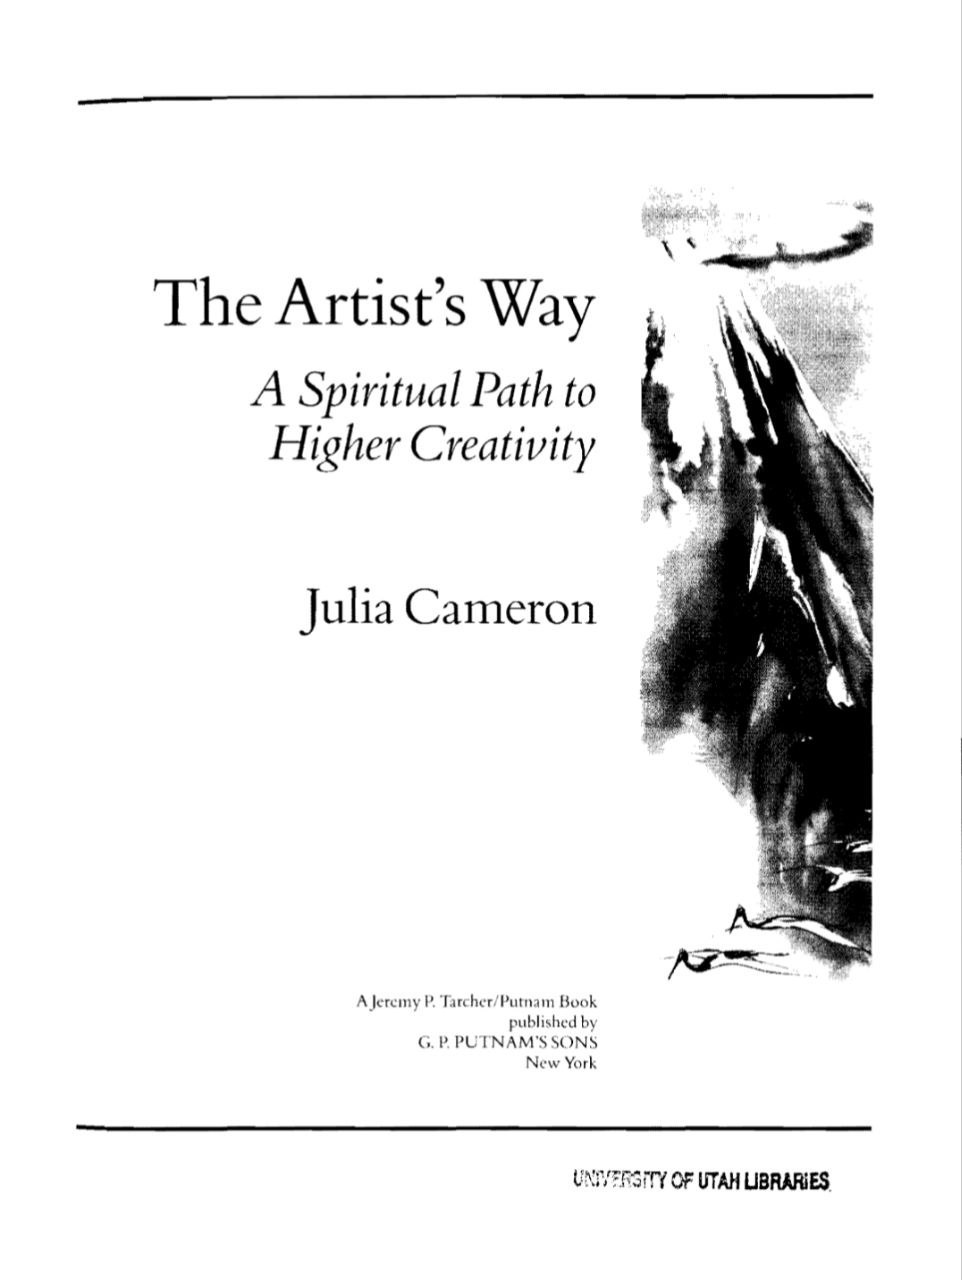 The Artist's Way
A Spiritual Path to
Higher Creativity
Julia Cameron
A Jeremy P. Tarcher/Putnam Book
published by
G. P. PUTNAM'S SONS
New York
UNIVERSITY OF UTAH LIBRARIES